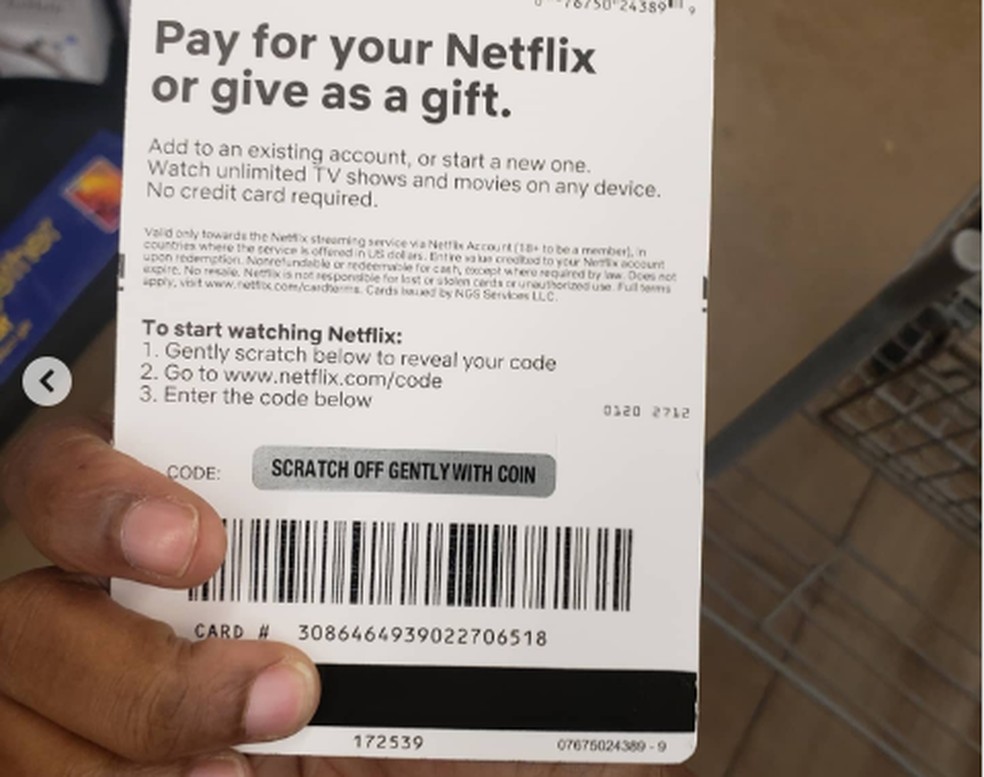 76750 24389 9
Pay for your Netflix
or give as a gift.
Add to an existing account, or start a new one.
Watch unlimited TV shows and movies on any device.
No credit card required.
Valid only towards the Netflix streaming service via Netflix Account (18+ to be a member), in
countries where the service is offered in US dollars. Entire value credited to your Netflix account
upon redemption. Nonrefundable or redeemable for cash, except where required by law. Does not
expire. No resale. Netflix is not responsible for lost or stolen cards or unauthorized use. Full terms
apply, visit www.netflix.com/cardterms. Cards issued by NGS Services LLC.
To start watching Netflix:
1. Gently scratch below to reveal your code
2. Go to www.netflix.com/code
3. Enter the code below
0120 2712
CODE:
SCRATCH OFF GENTLY WITH COIN
CARD # 3086464939022706518
172539
07675024389 - 9